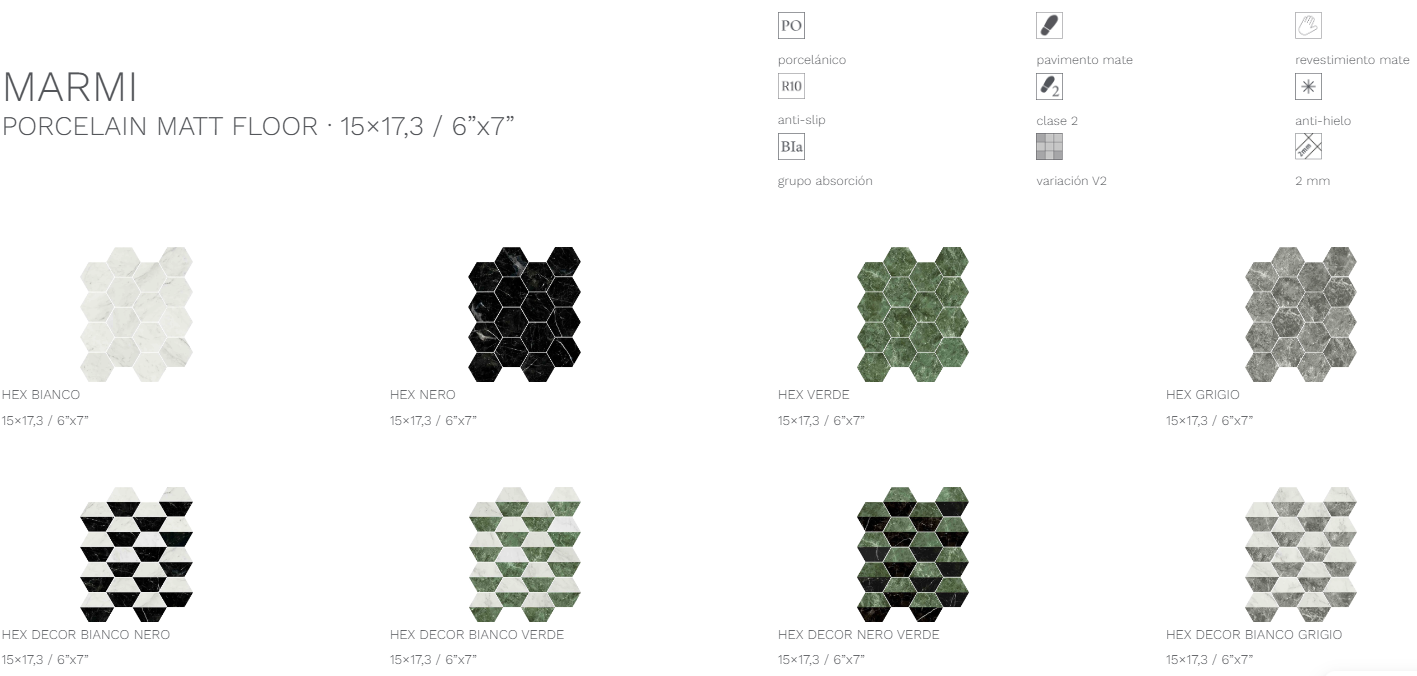 MARMI
PORCELAIN MATT FLOOR · 15×17,3 / 6”x7”
PO
porcelánico
pavimento mate
revestimiento mate
R10
anti-slip
2
clase 2
anti-hielo
BIa
grupo absorción
variación V2
2mm
2 mm
HEX BIANCO
15×17,3 / 6”x7”
HEX NERO
15×17,3 / 6”x7”
HEX VERDE
15×17,3 / 6”x7”
HEX GRIGIO
15×17,3 / 6”x7”
HEX DECOR BIANCO NERO
15×17,3 / 6”x7”
HEX DECOR BIANCO VERDE
15×17,3 / 6”x7”
HEX DECOR NERO VERDE
15×17,3 / 6”x7”
HEX DECOR BIANCO GRIGIO
15×17,3 / 6”x7”